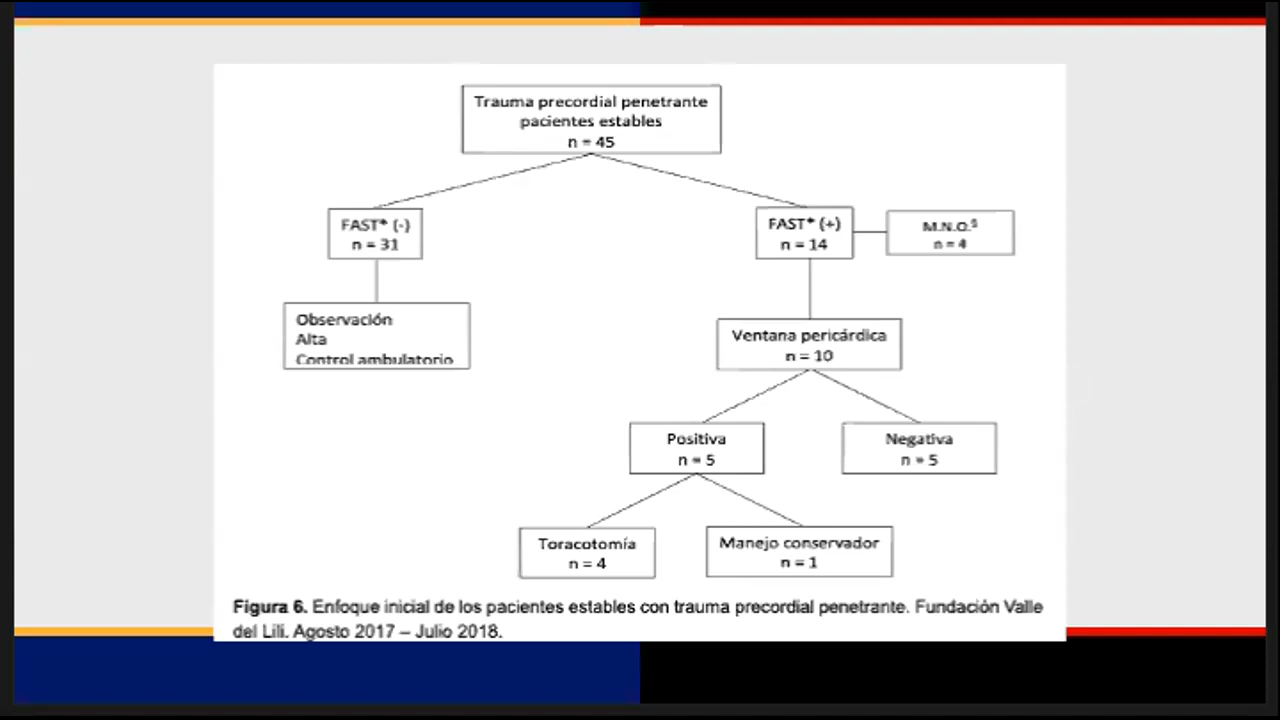 Trauma precordial penetrante
pacientes estables
n = 45
FAST* (-)
n = 31
FAST* (+)
n = 14
M.N.O.§
n = 4
Observación
Alta
Control ambulatorio
Ventana pericárdica
n = 10
Positiva
n = 5
Negativa
n = 5
Toracotomía
n = 4
Manejo conservador
n = 1
Figura 6. Enfoque inicial de los pacientes estables con trauma precordial penetrante. Fundación Valle
del Lili. Agosto 2017 – Julio 2018.